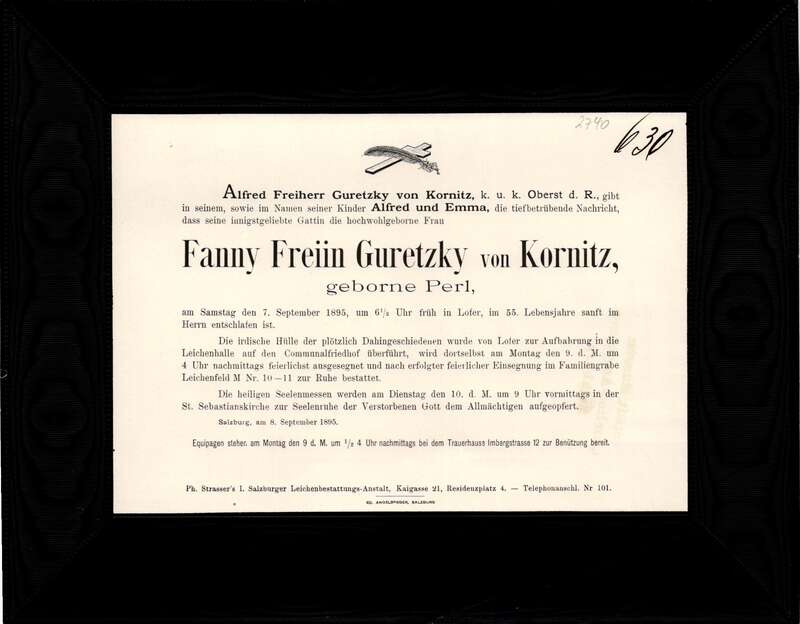 2740
630
Alfred Freiherr Guretzky von Kornitz, k. u. k. Oberst d. R., gibt
in seinem, sowie im Namen seiner Kinder Alfred und Emma, die tiefbetrübende Nachricht,
dass seine innigstgeliebte Gattin die hochwohlgeborne Frau
Fanny Freiin Guretzky von Kornitz,
geborne Perl,
am Samstag den 7. September 1895, um 6½ Uhr früh in Lofer, im 55. Lebensjahre sanft im
Herrn entschlafen ist.
Die irdische Hülle der plötzlich Dahingeschiedenen wurde von Lofer zur Aufbahrung in die
Leichenhalle auf den Communalfriedhof überführt, wird dortselbst am Montag den 9. d. M. um
4 Uhr nachmittags feierlichst ausgesegnet und nach erfolgter feierlicher Einsegnung im Familiengrabe
Leichenfeld M Nr. 10—11 zur Ruhe bestattet.
Die heiligen Seelenmessen werden am Dienstag den 10. d. M. um 9 Uhr vormittags in der
St. Sebastianskirche zur Seelenruhe der Verstorbenen Gott dem Allmächtigen aufgeopfert.
Salzburg, am 8. September 1895.
Equipagen stehen am Montag den 9 d. M. um ½ 4 Uhr nachmittags bei dem Trauerhause Imbergstrasse 12 zur Benützung bereit.
Ph. Strasser's I. Salzburger Leichenbestattungs-Anstalt, Kaigasse 21, Residenzplatz 4. — Telephonanschl. Nr 101.
ED. ANGELBERGER, SALZBURG